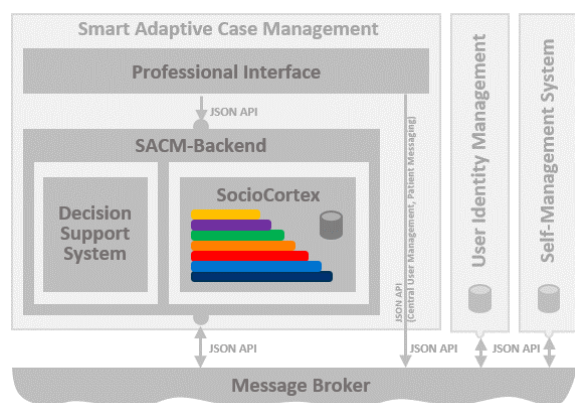 Smart Adaptive Case Management
Professional Interface
JSON API
SACM-Backend
Decision
Support
System
SocioCortex
JSON API
(Central User Management, Patient Messaging)
User Identity Management
Self-Management System
JSON API
JSON API
JSON API
Message Broker